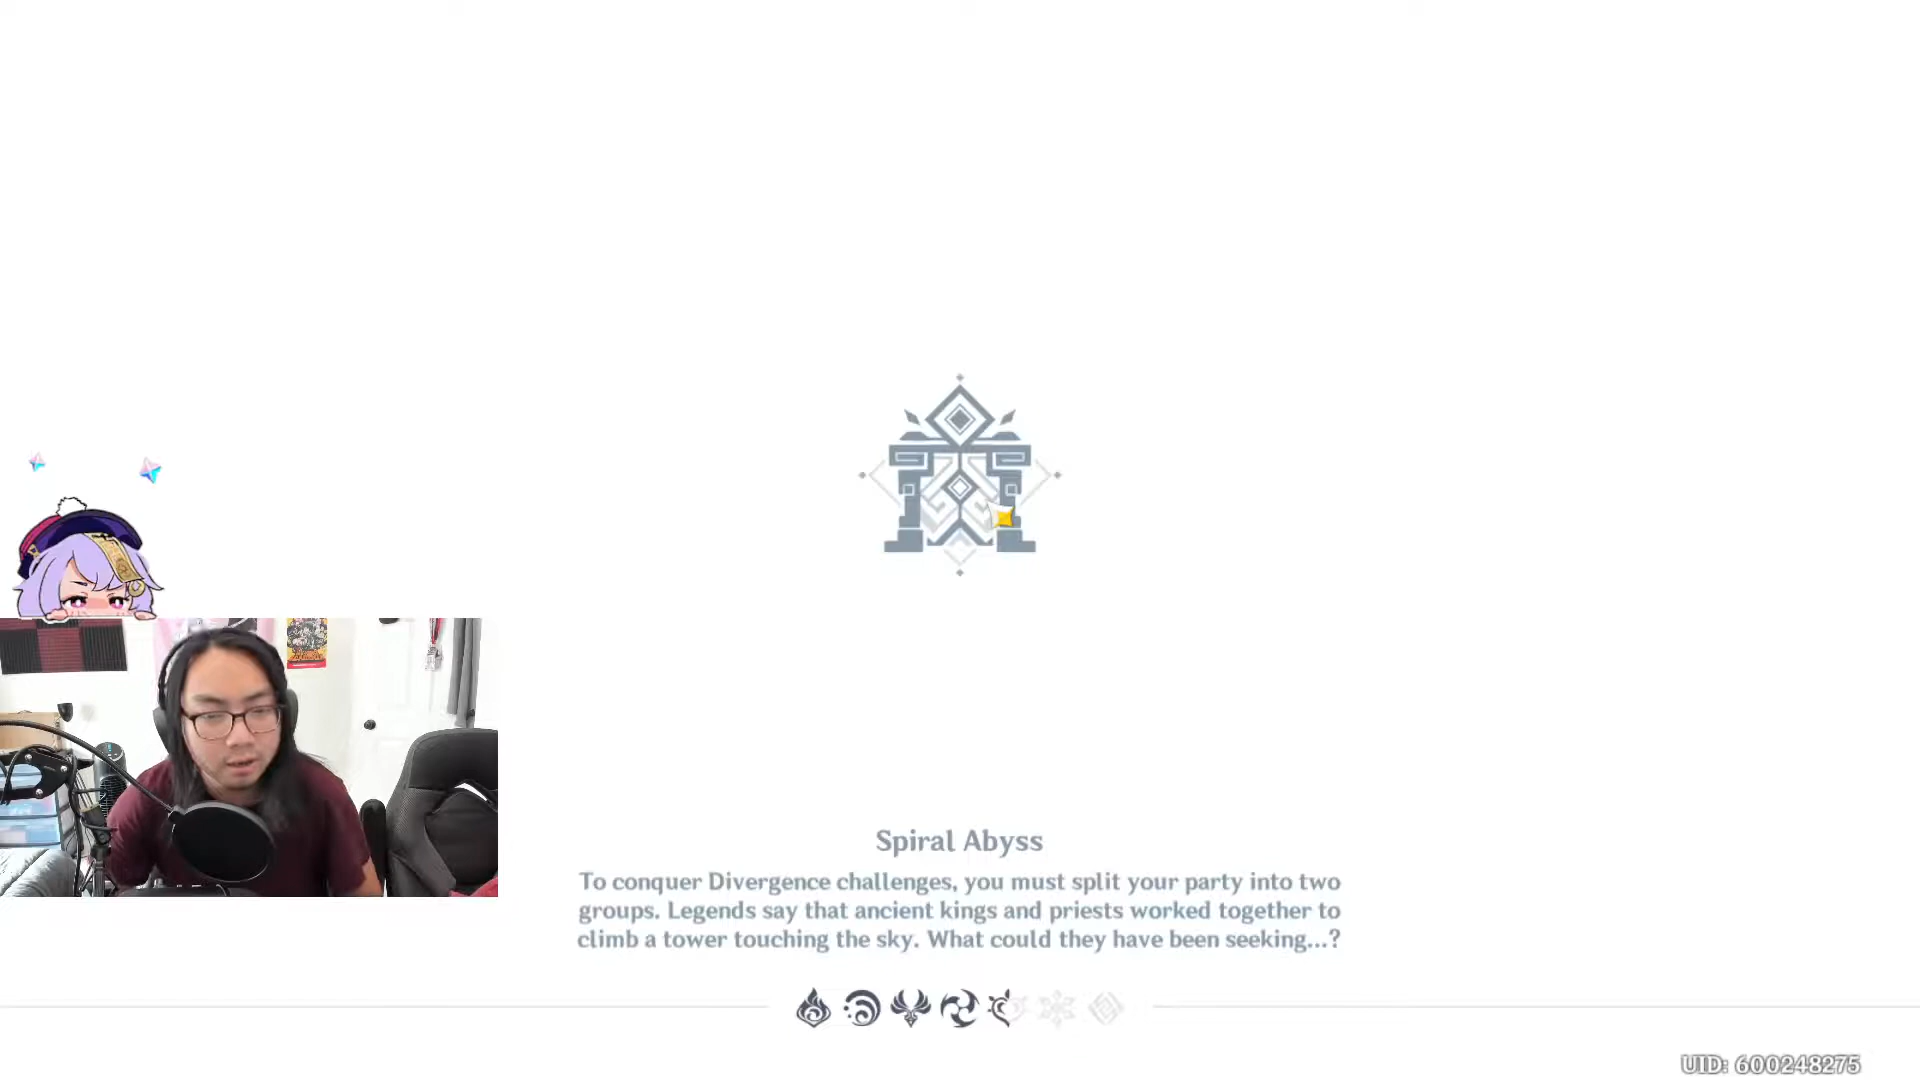 Spiral Abyss
To conquer Divergence challenges, you must split your party into two
groups. Legends say that ancient kings and priests worked together to
climb a tower touching the sky. What could they have been seeking...?
UID: 600248275